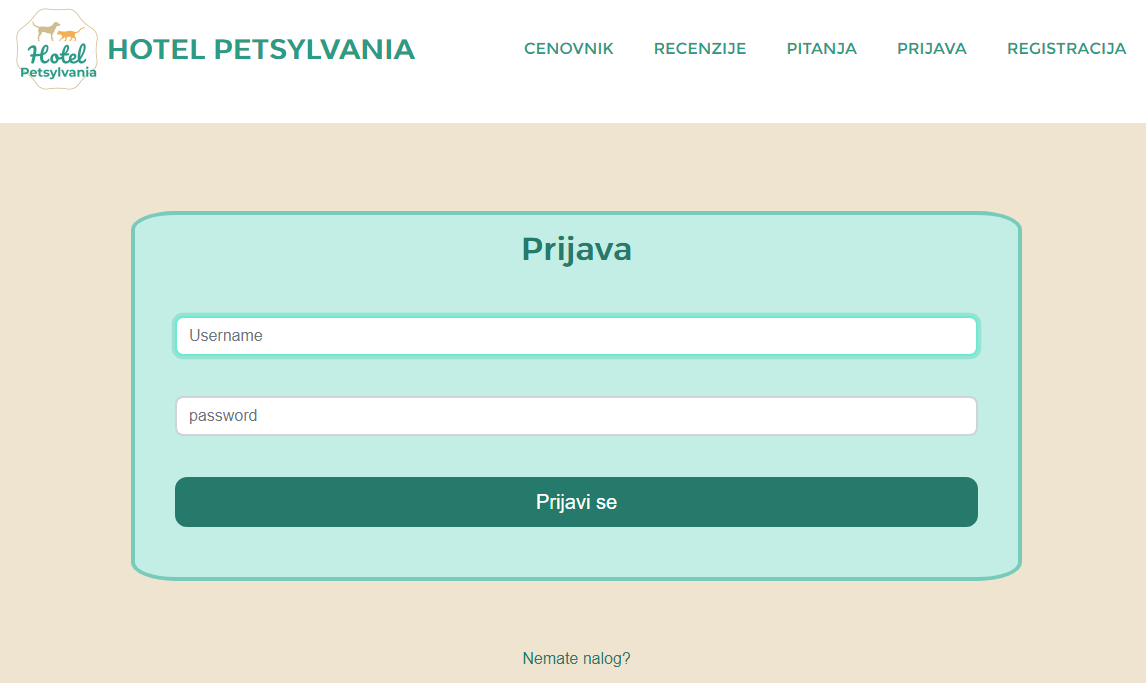 Hotel
Petsylvania
HOTEL PETSYLVANIA
CENOVNIK
RECENZIJE
PITANJA
PRIJAVA
REGISTRACIJA
Prijava
Username
password
Prijavi se
Nemate nalog?